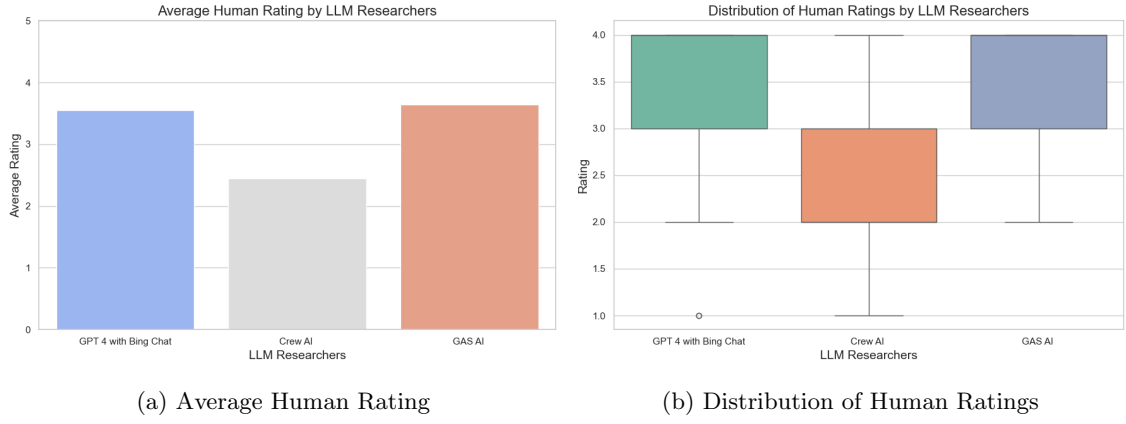 Average Human Rating by LLM Researchers
5
4
3
2
1
0
Average Rating
GPT 4 with Bing Chat
Crew AI
GAS AI
LLM Researchers
(a) Average Human Rating
Distribution of Human Ratings by LLM Researchers
4.0
3.5
3.0
2.5
2.0
1.5
1.0
Rating
GPT 4 with Bing Chat
Crew AI
GAS AI
LLM Researchers
(b) Distribution of Human Ratings